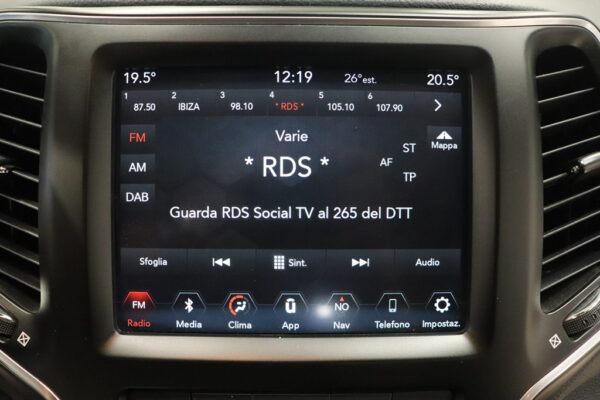 19.5° 12:19 26°est. 20.5°
1 2 3 4 5 6
87.50 IBIZA 98.10 * RDS * 105.10 107.90
FM Varie
ST Mappa
* RDS * AF
AM TP
DAB
Guarda RDS Social TV al 265 del DTT
Sfoglia Sint. Audio
FM NO
Radio Media Clima App Nav Telefono Impostaz.